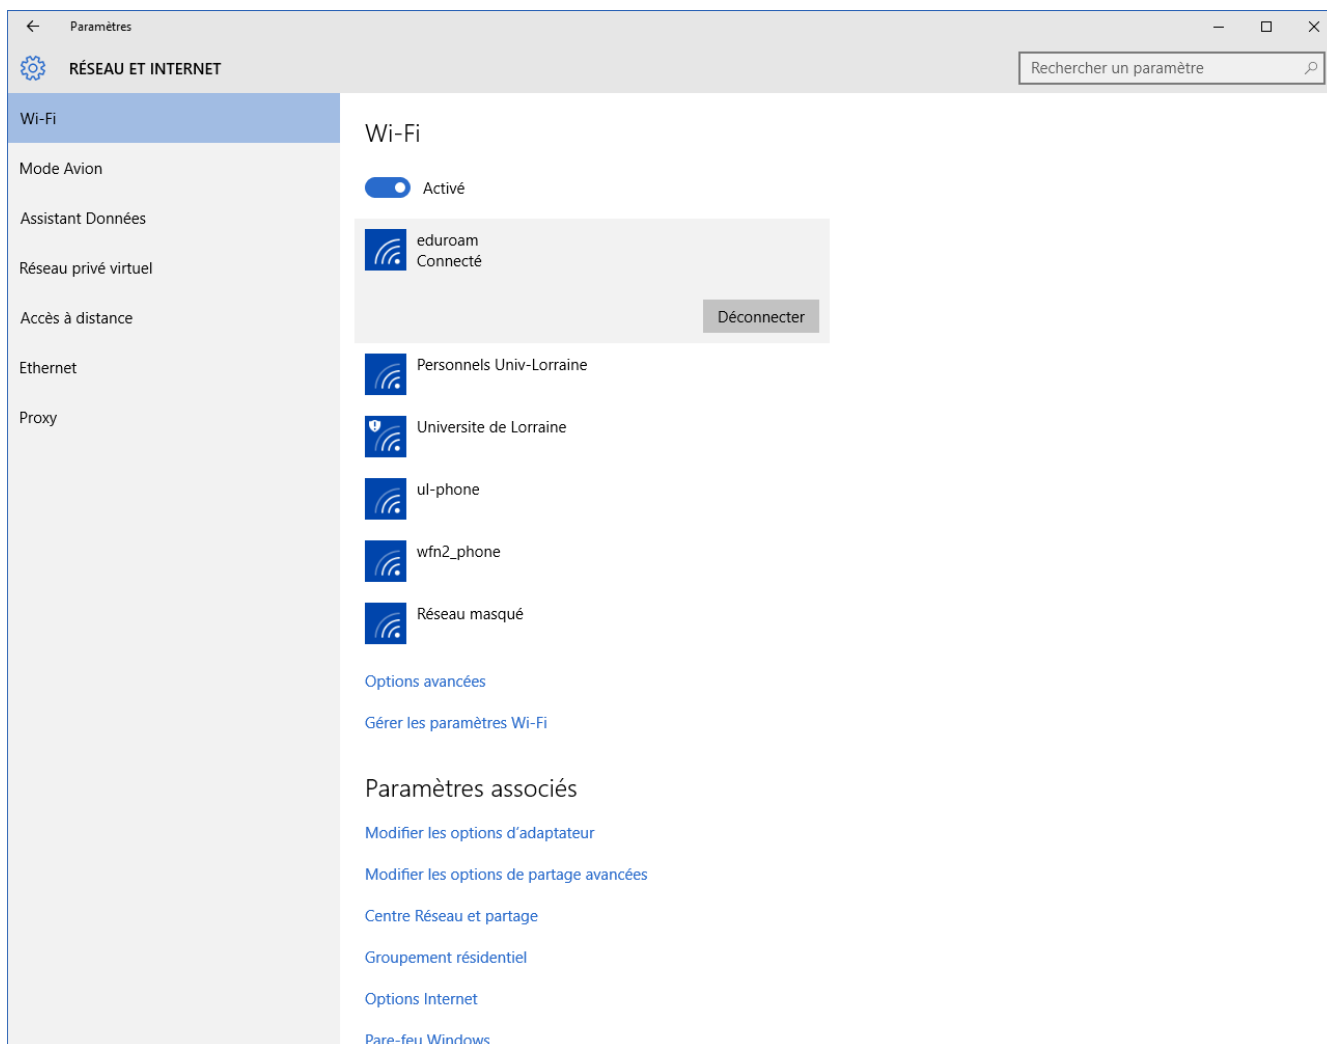 Paramètres
RÉSEAU ET INTERNET
Rechercher un paramètre
Wi-Fi
Mode Avion
Assistant Données
Réseau privé virtuel
Accès à distance
Ethernet
Proxy
Wi-Fi
Activé
eduroam
Connecté
Déconnecter
Personnels Univ-Lorraine
Universite de Lorraine
ul-phone
wfn2_phone
Réseau masqué
Options avancées
Gérer les paramètres Wi-Fi
Paramètres associés
Modifier les options d'adaptateur
Modifier les options de partage avancées
Centre Réseau et partage
Groupement résidentiel
Options Internet
Pare-feu Windows